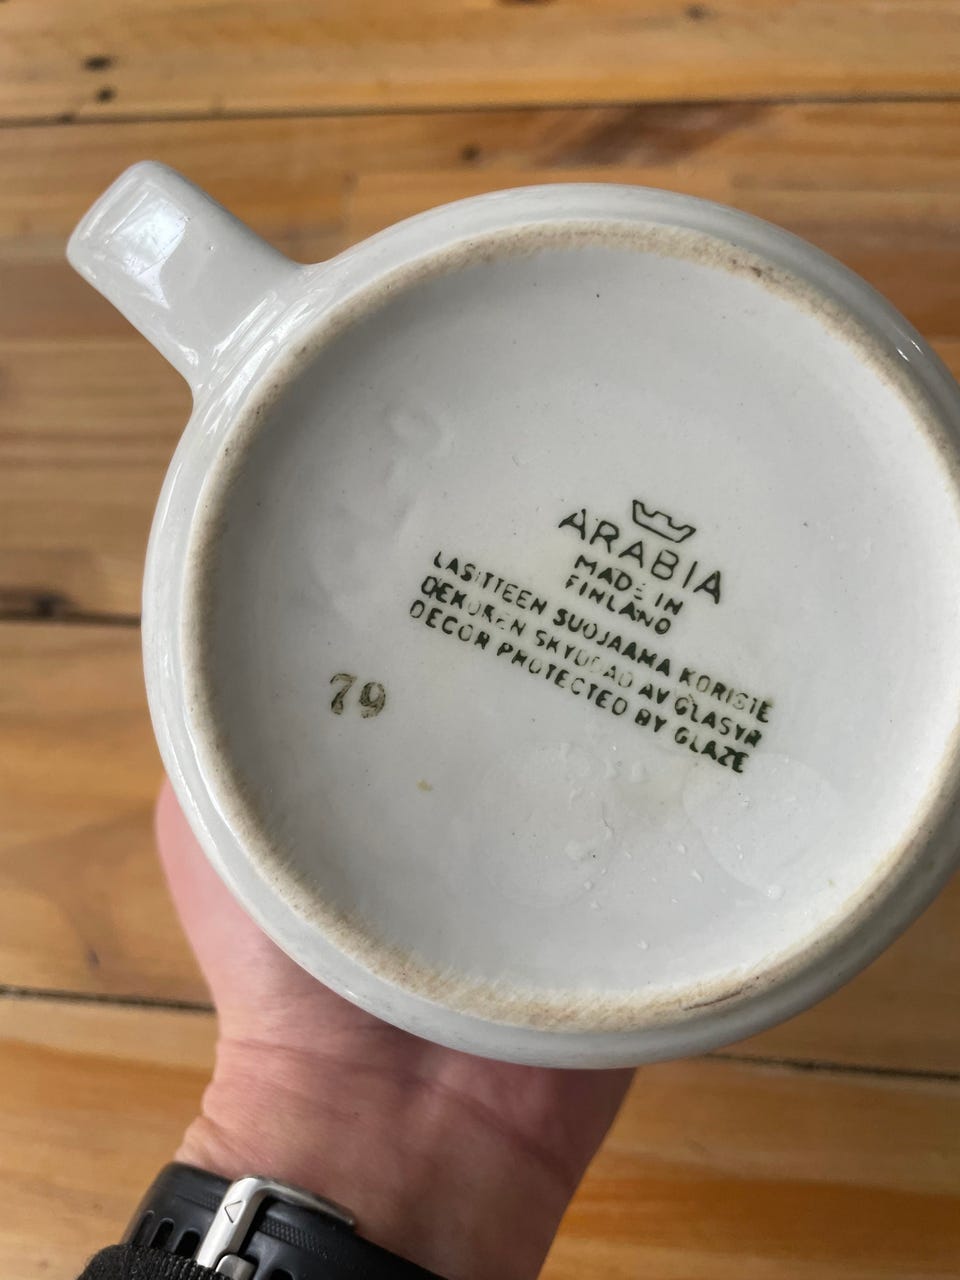 ARABIA
MADE IN
FINLAND
LASITTEEN SUOJAAMA KORISTE
DEKOREN SKYDDAD AV GLASYR
DECOR PROTECTED BY GLAZE
79